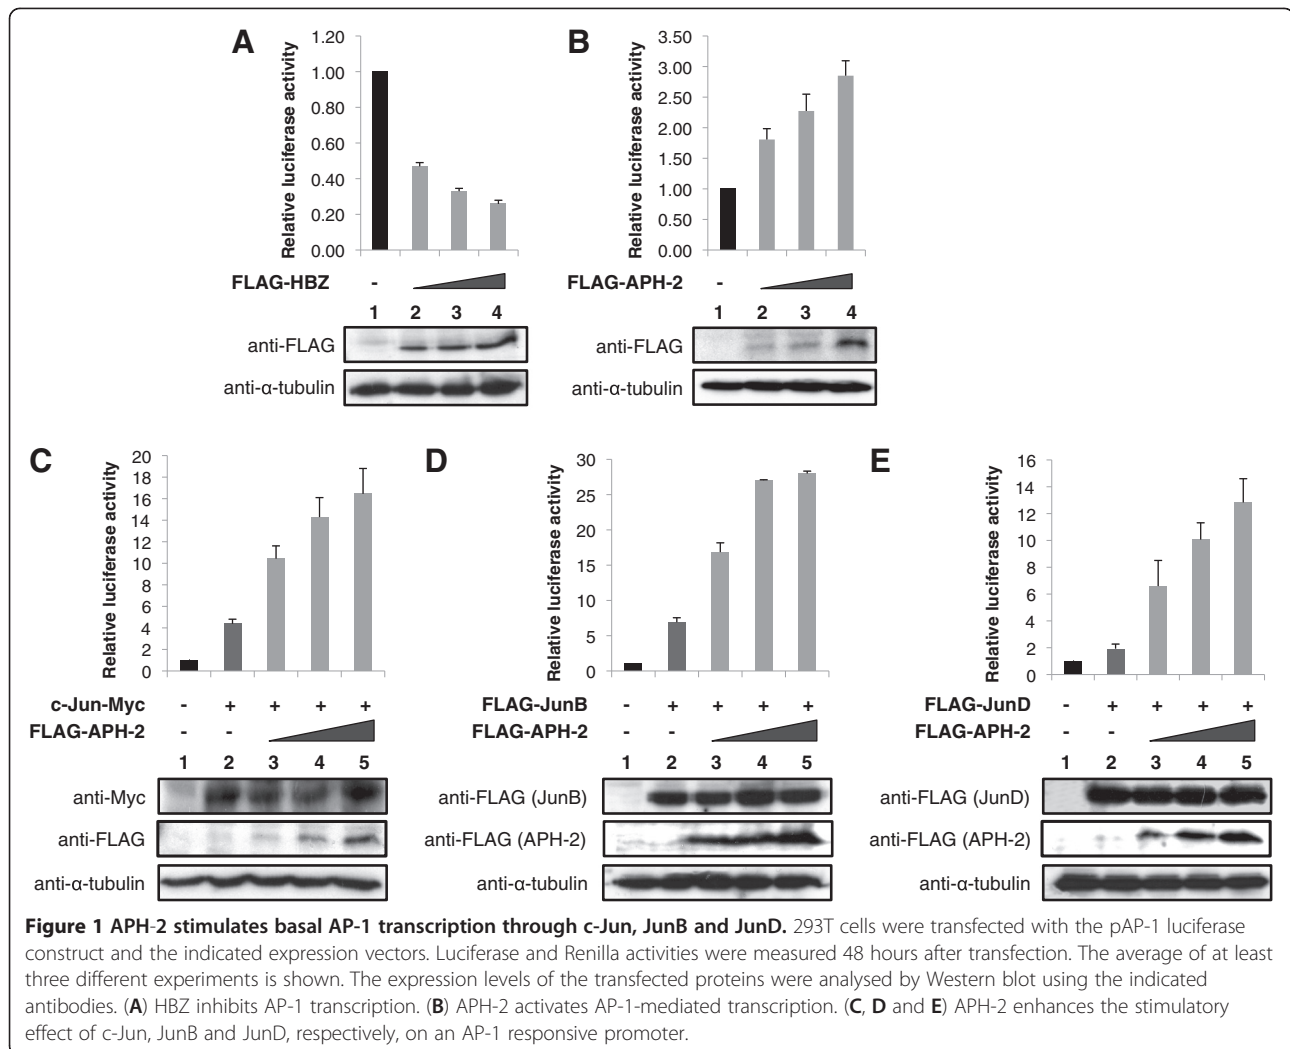 A
Relative luciferase activity
1.20
1.00
0.80
0.60
0.40
0.20
0.00
FLAG-HBZ -
1 2 3 4
anti-FLAG
anti-α-tubulin
B
Relative luciferase activity
3.50
3.00
2.50
2.00
1.50
1.00
0.50
0.00
FLAG-APH-2 -
1 2 3 4
anti-FLAG
anti-α-tubulin
C
Relative luciferase activity
20
18
16
14
12
10
8
6
4
2
0
c-Jun-Myc - + + + +
FLAG-APH-2 - -
1 2 3 4 5
anti-Myc
anti-FLAG
anti-α-tubulin
D
Relative luciferase activity
30
25
20
15
10
5
0
FLAG-JunB - + + + +
FLAG-APH-2 - -
1 2 3 4 5
anti-FLAG (JunB)
anti-FLAG (APH-2)
anti-α-tubulin
E
Relative luciferase activity
16
14
12
10
8
6
4
2
0
FLAG-JunD - + + + +
FLAG-APH-2 - -
1 2 3 4 5
anti-FLAG (JunD)
anti-FLAG (APH-2)
anti-α-tubulin
Figure 1 APH-2 stimulates basal AP-1 transcription through c-Jun, JunB and JunD. 293T cells were transfected with the pAP-1 luciferase
construct and the indicated expression vectors. Luciferase and Renilla activities were measured 48 hours after transfection. The average of at least
three different experiments is shown. The expression levels of the transfected proteins were analysed by Western blot using the indicated
antibodies. (A) HBZ inhibits AP-1 transcription. (B) APH-2 activates AP-1-mediated transcription. (C, D and E) APH-2 enhances the stimulatory
effect of c-Jun, JunB and JunD, respectively, on an AP-1 responsive promoter.